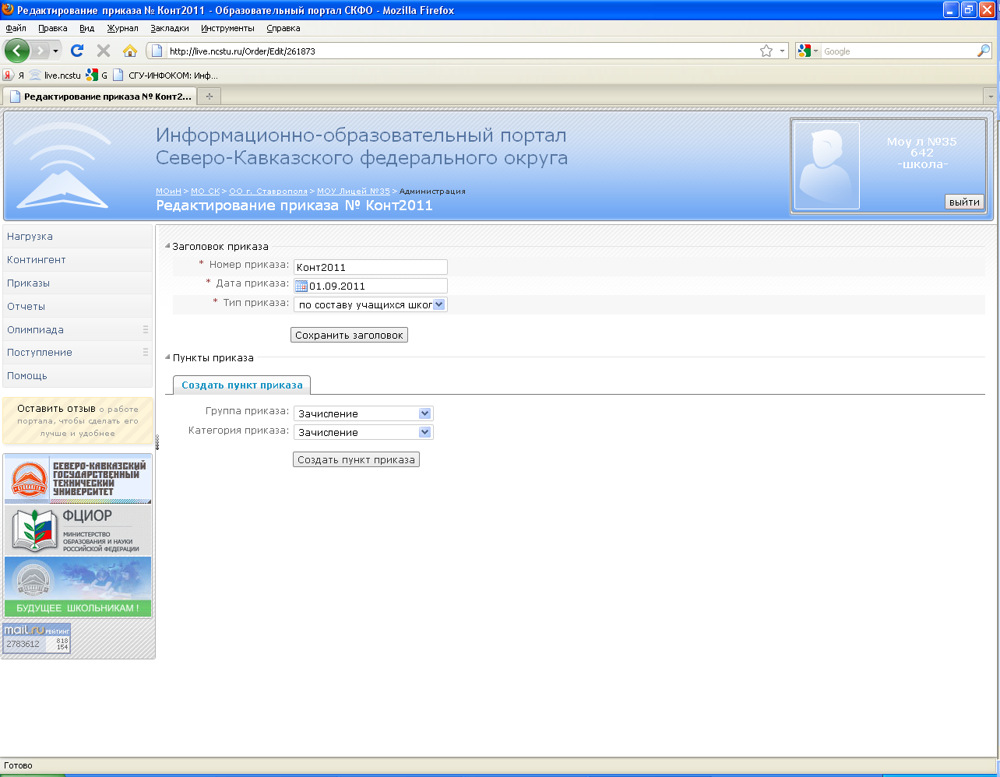 Редактирование приказа № Конт2011 - Образовательный портал СКФО - Mozilla Firefox
Файл Правка Вид Журнал Закладки Инструменты Справка
http://live.ncstu.ru/Order/Edit/261873
Google
Я Я live.ncstu G СГУ-ИНФОКОМ: Инф...
Редактирование приказа № Конт2...
Информационно-образовательный портал
Северо-Кавказского федерального округа
МОиН > МО СК > ОО г. Ставрополя > МОУ Лицей №35 > Администрация
Редактирование приказа № Конт2011
Моу л №35
642
-школа-
выйти
Нагрузка
Контингент
Приказы
Отчеты
Олимпиада
Поступление
Помощь
Оставить отзыв о работе
портала, чтобы сделать его
лучше и удобнее
СЕВЕРО-КАВКАЗСКИЙ
ГОСУДАРСТВЕННЫЙ
ТЕХНИЧЕСКИЙ
УНИВЕРСИТЕТ
ФЦИОР
МИНИСТЕРСТВО
ОБРАЗОВАНИЯ И НАУКИ
РОССИЙСКОЙ ФЕДЕРАЦИИ
БУДУЩЕЕ ШКОЛЬНИКАМ !
mail.ru РЕЙТИНГ
2783612
818
154
Заголовок приказа
* Номер приказа: Конт2011
* Дата приказа: 01.09.2011
* Тип приказа: по составу учащихся школ
Сохранить заголовок
Пункты приказа
Создать пункт приказа
Группа приказа: Зачисление
Категория приказа: Зачисление
Создать пункт приказа
Готово